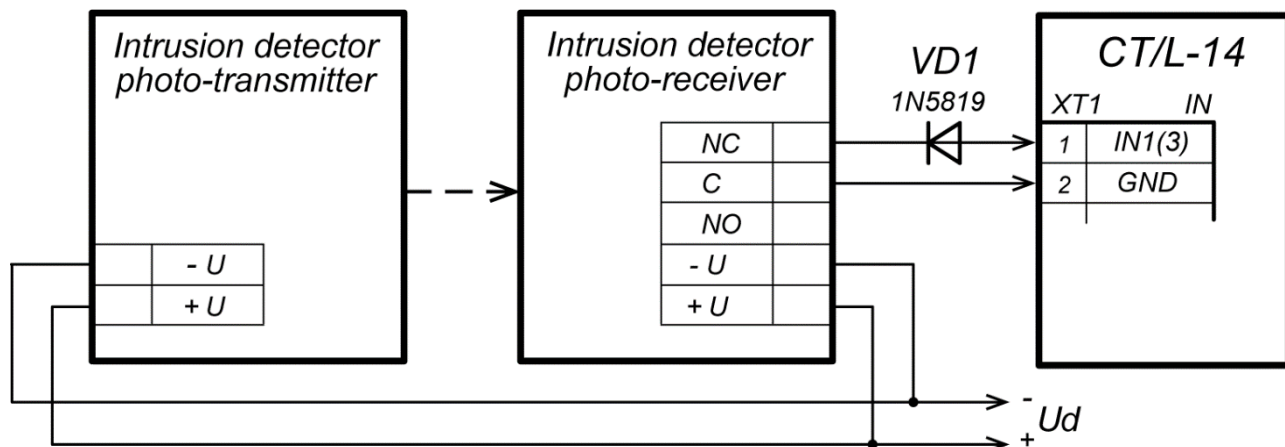 Intrusion detector
photo-transmitter
- U
+ U
Intrusion detector
photo-receiver
NC
C
NO
- U
+ U
VD1
1N5819
CT/L-14
XT1 IN
1 IN1(3)
2 GND
-
Ud
+